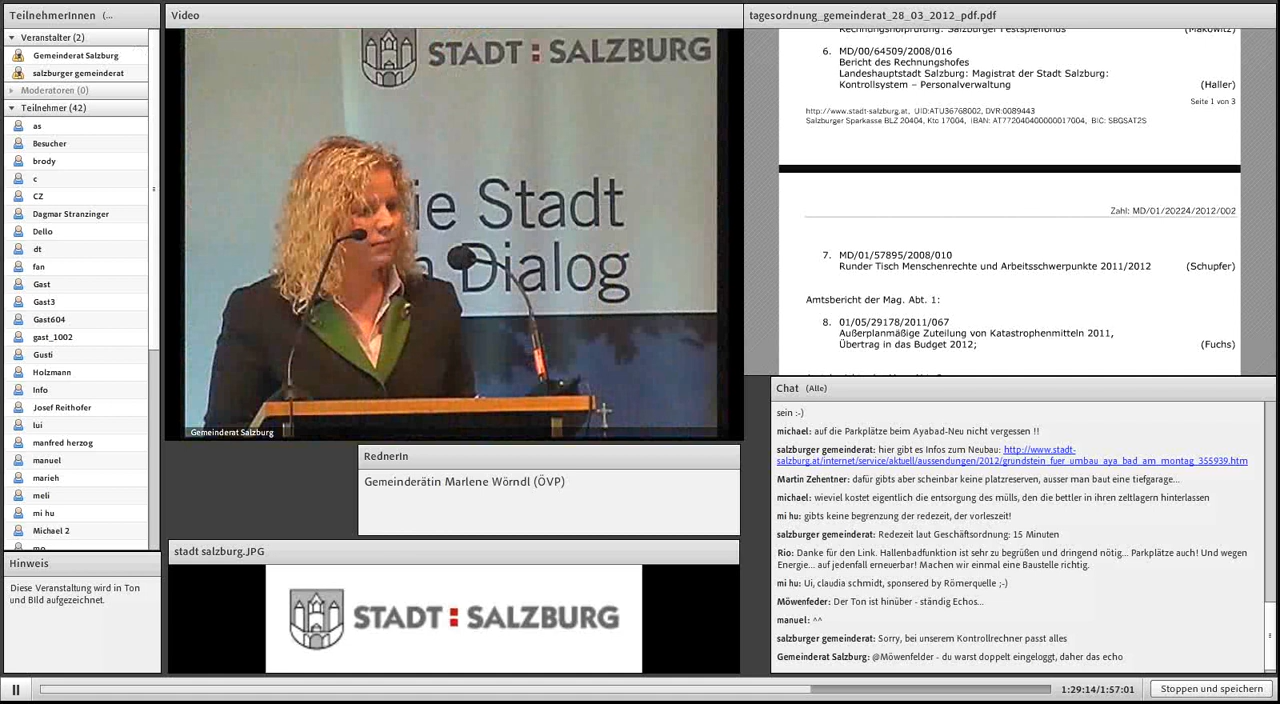 TeilnehmerInnen (...
Veranstalter (2)
Gemeinderat Salzburg
salzburger gemeinderat
Moderatoren (0)
Teilnehmer (42)
as
Besucher
brody
c
CZ
Dagmar Stranzinger
Dello
dt
fan
Gast
Gast3
Gast604
gast_1002
Gusti
Holzmann
Info
Josef Reithofer
lui
manfred herzog
manuel
marieh
meli
mi hu
Michael 2
mo
Hinweis
Diese Veranstaltung wird in Ton
und BIld aufgezeichnet.
Video
STADT : SALZBURG
ie Stadt
Dialog
Gemeinderat Salzburg
RednerIn
Gemeinderätin Marlene Wörndl (ÖVP)
stadt salzburg.JPG
STADT : SALZBURG
tagesordnung_gemeinderat_28_03_2012_pdf.pdf
Rechnungshofprüfung: Salzburger Festspielfonds (Makowitz)
6. MD/00/64509/2008/016
Bericht des Rechnungshofes
Landeshauptstadt Salzburg: Magistrat der Stadt Salzburg:
Kontrollsystem – Personalverwaltung (Haller)
Seite 1 von 3
http://www.stadt-salzburg.at, UID:ATU36768002, DVR:0089443
Salzburger Sparkasse BLZ 20404, Kto 17004, IBAN: AT772040400000017004, BIC: SBGSAT2S
Zahl: MD/01/20224/2012/002
7. MD/01/57895/2008/010
Runder Tisch Menschenrechte und Arbeitsschwerpunkte 2011/2012 (Schupfer)
Amtsbericht der Mag. Abt. 1:
8. 01/05/29178/2011/067
Außerplanmäßige Zuteilung von Katastrophenmitteln 2011,
Übertrag in das Budget 2012; (Fuchs)
Chat (Alle)
sein :-)
michael: auf die Parkplätze beim Ayabad-Neu nicht vergessen !!
salzburger gemeinderat: hier gibt es Infos zum Neubau: http://www.stadt-
salzburg.at/internet/service/aktuell/aussendungen/2012/grundstein_fuer_umbau_aya_bad_am_montag_355939.htm
Martin Zehentner: dafür gibts aber scheinbar keine platzreserven, ausser man baut eine tiefgarage...
michael: wieviel kostet eigentlich die entsorgung des mülls, den die bettler in ihren zeltlagern hinterlassen
mi hu: gibts keine begrenzung der redezeit, der vorleszeit!
salzburger gemeinderat: Redezeit laut Geschäftsordnung: 15 Minuten
Rio: Danke für den Link. Hallenbadfunktion ist sehr zu begrüßen und dringend nötig... Parkplätze auch! Und wegen
Energie... auf jedenfall erneuerbar! Machen wir einmal eine Baustelle richtig.
mi hu: Ui, claudia schmidt, sponsered by Römerquelle ;-)
Möwenfeder: Der Ton ist hinüber - ständig Echos...
manuel: ^^
salzburger gemeinderat: Sorry, bei unserem Kontrollrechner passt alles
Gemeinderat Salzburg: @Möwenfelder - du warst doppelt eingeloggt, daher das echo
1:29:14/1:57:01
Stoppen und speichern